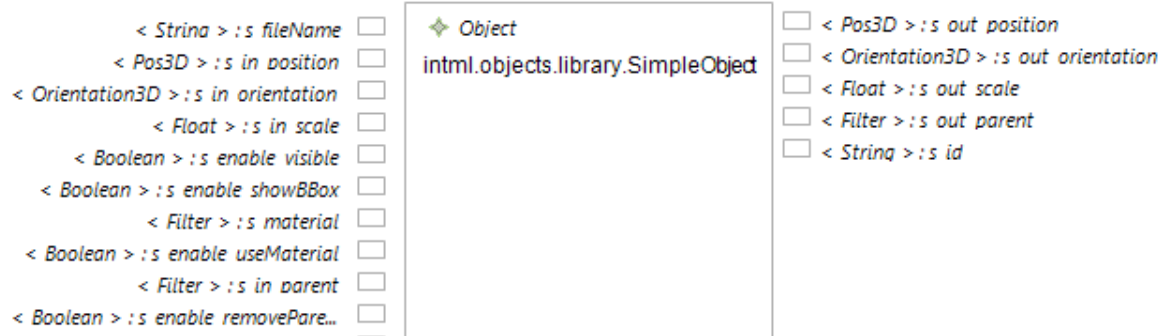 < String > : s fileName
< Pos3D > : s in position
< Orientation3D > : s in orientation
< Float > : s in scale
< Boolean > : s enable visible
< Boolean > : s enable showBBox
< Filter > : s material
< Boolean > : s enable useMaterial
< Filter > : s in parent
< Boolean > : s enable removePare...
Object
intml.objects.library.SimpleObject
< Pos3D > : s out position
< Orientation3D > : s out orientation
< Float > : s out scale
< Filter > : s out parent
< String > : s id